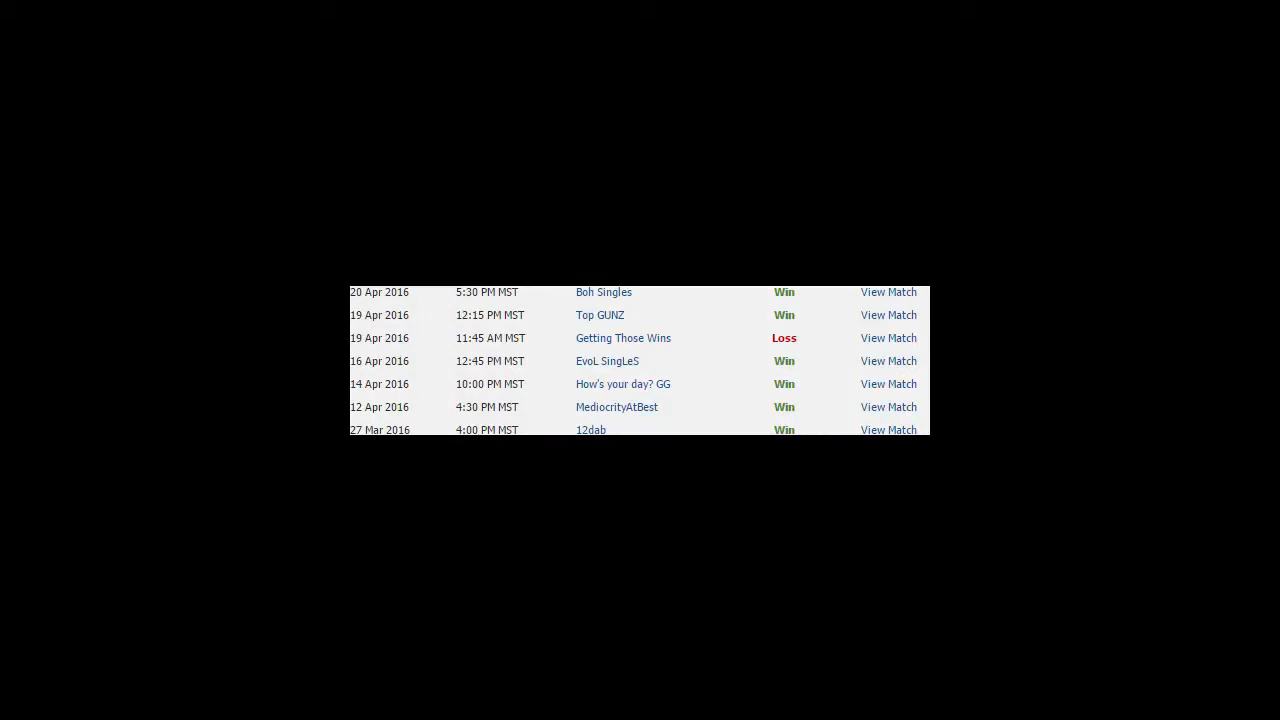 20 Apr 2016 5:30 PM MST Boh Singles Win View Match
19 Apr 2016 12:15 PM MST Top GUNZ Win View Match
19 Apr 2016 11:45 AM MST Getting Those Wins Loss View Match
16 Apr 2016 12:45 PM MST EvoL SingLeS Win View Match
14 Apr 2016 10:00 PM MST How's your day? GG Win View Match
12 Apr 2016 4:30 PM MST MediocrityAtBest Win View Match
27 Mar 2016 4:00 PM MST 12dab Win View Match